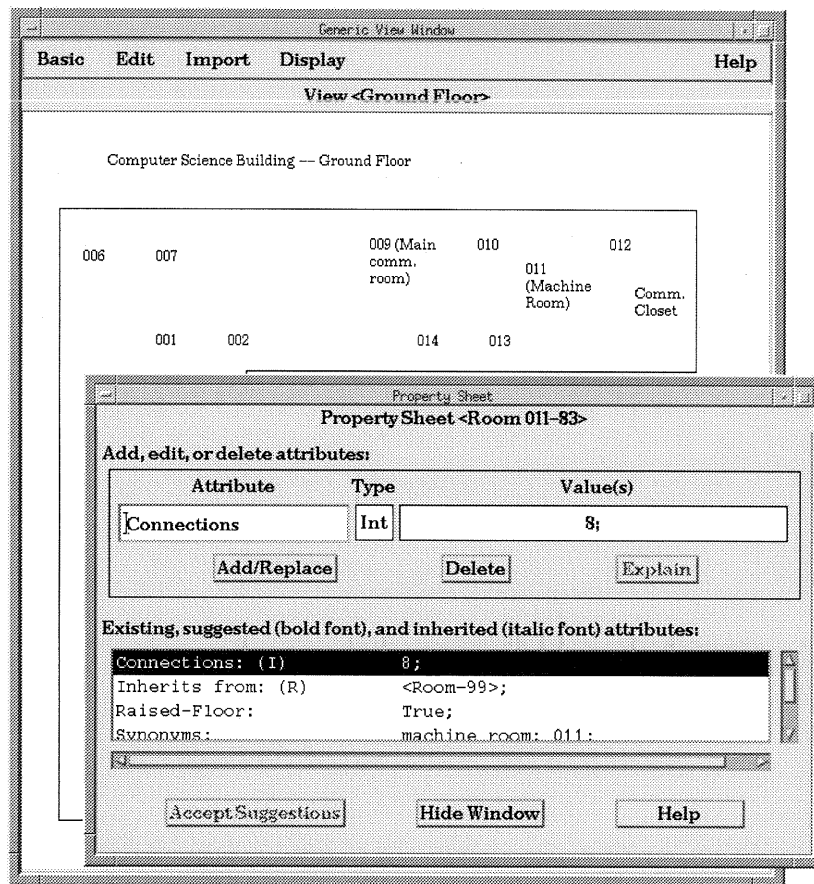 Generic View Window
Basic Edit Import Display Help
View <Ground Floor>
Computer Science Building -- Ground Floor
006 007 009 (Main comm. room) 010 011 (Machine Room) 012 Comm. Closet
001 002 014 013
Property Sheet
Property Sheet <Room 011-83>
Add, edit, or delete attributes:
Attribute Type Value(s)
Connections Int 8;
Add/Replace Delete Explain
Existing, suggested (bold font), and inherited (italic font) attributes:
Connections: (I) 8;
Inherits from: (R) <Room-99>;
Raised-Floor: True;
Synonyms: machine room; 011;
Accept Suggestions Hide Window Help